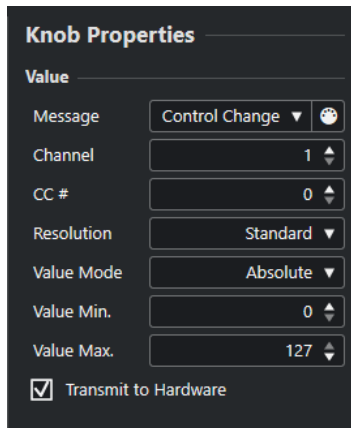 Knob Properties
Value
Message Control Change
Channel 1
CC # 0
Resolution Standard
Value Mode Absolute
Value Min. 0
Value Max. 127
Transmit to Hardware